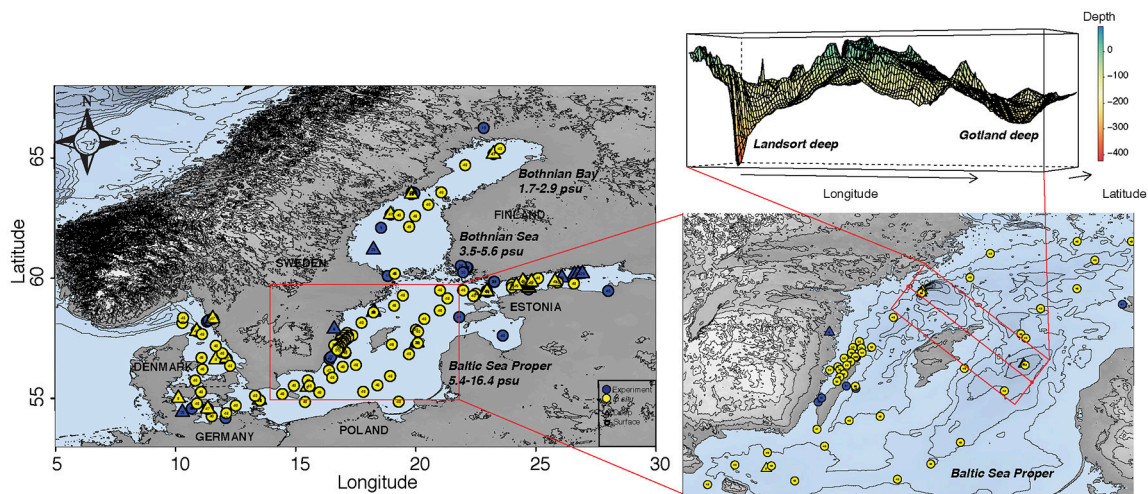 Depth
0
-100
-200
-300
-400
Landsort deep
Gotland deep
Longitude
Latitude
N
65
60
55
Latitude
Bothnian Bay
1.7-2.9 psu
FINLAND
Bothnian Sea
3.5-5.6 psu
SWEDEN
ESTONIA
DENMARK
Baltic Sea Proper
5.4-16.4 psu
Experiment
Surface
GERMANY
POLAND
5
10
15
20
25
30
Longitude
Baltic Sea Proper